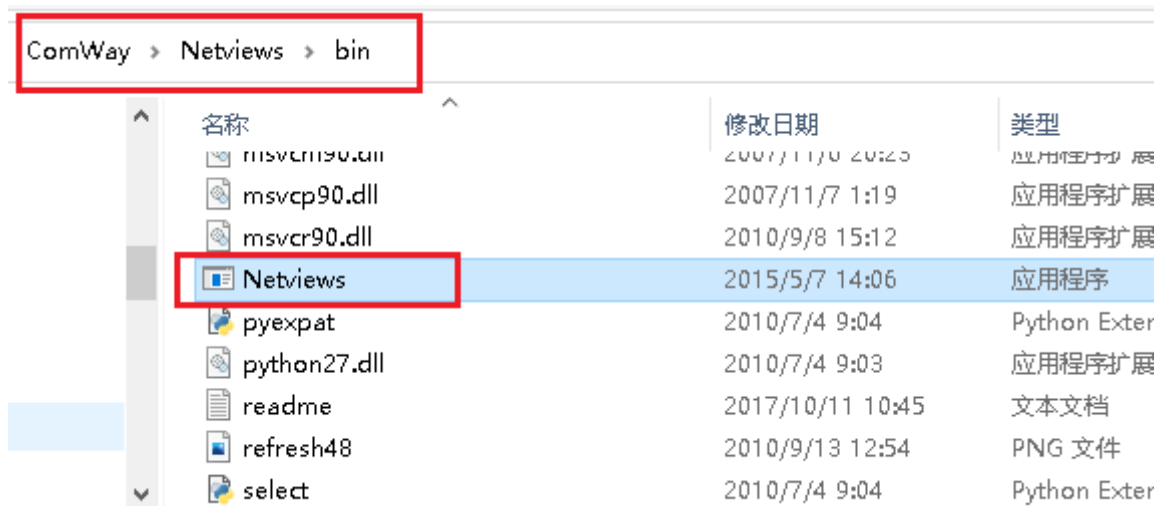 ComWay > Netviews > bin
名称 修改日期 类型
msvcm90.dll
msvcp90.dll 2007/11/7 1:19 应用程序扩展
msvcr90.dll 2010/9/8 15:12 应用程序扩展
Netviews 2015/5/7 14:06 应用程序
pyexpat 2010/7/4 9:04 Python Exter
python27.dll 2010/7/4 9:03 应用程序扩展
readme 2017/10/11 10:45 文本文档
refresh48 2010/9/13 12:54 PNG 文件
select 2010/7/4 9:04 Python Exter